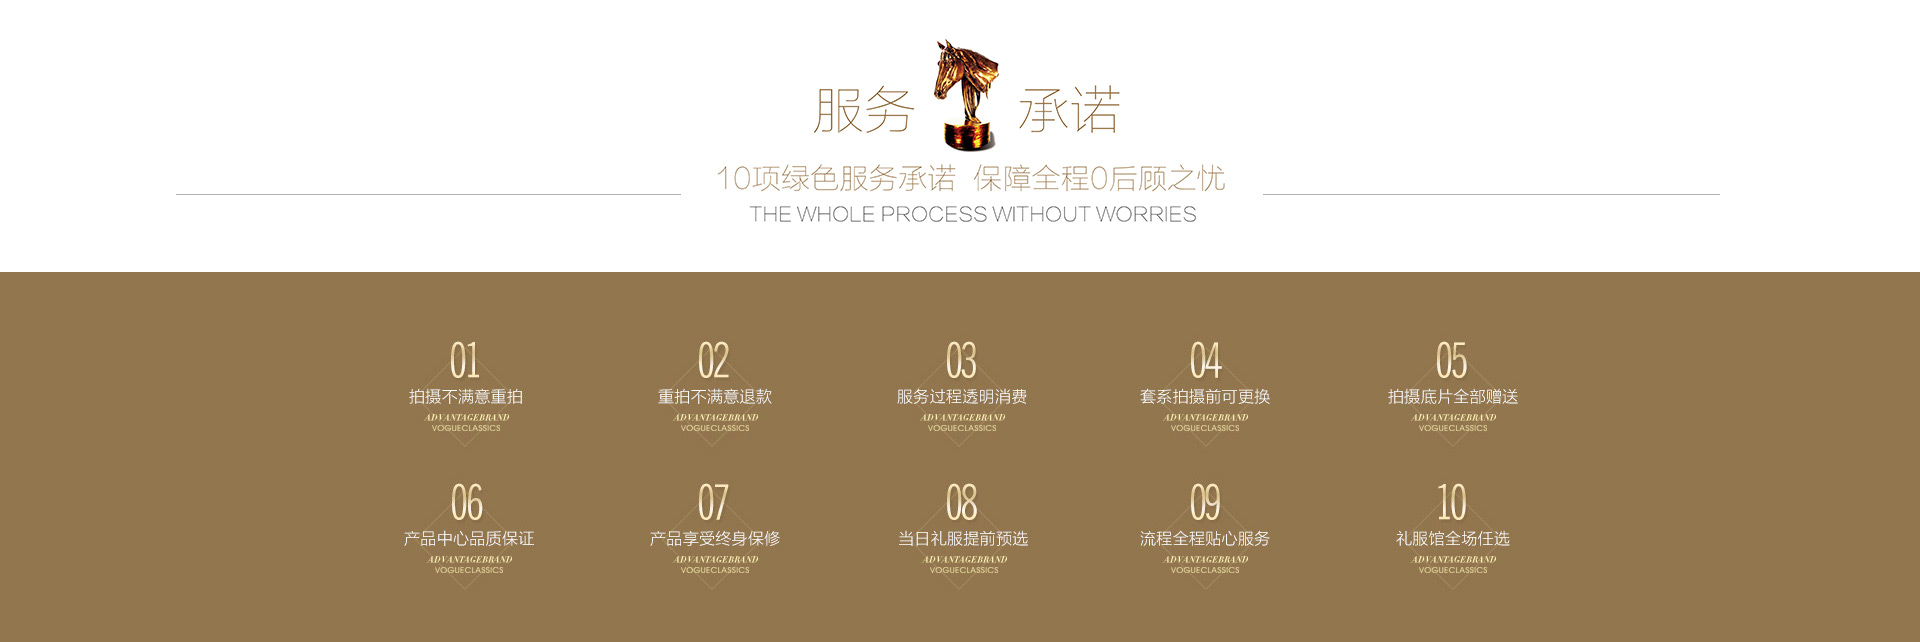 服务 承诺
10项绿色服务承诺 保障全程0后顾之忧
THE WHOLE PROCESS WITHOUT WORRIES
01
拍摄不满意重拍
ADVANTAGEBRAND
VOGUECLASSICS
02
重拍不满意退款
ADVANTAGEBRAND
VOGUECLASSICS
03
服务过程透明消费
ADVANTAGEBRAND
VOGUECLASSICS
04
套系拍摄前可更换
ADVANTAGEBRAND
VOGUECLASSICS
05
拍摄底片全部赠送
ADVANTAGEBRAND
VOGUECLASSICS
06
产品中心品质保证
ADVANTAGEBRAND
VOGUECLASSICS
07
产品享受终身保修
ADVANTAGEBRAND
VOGUECLASSICS
08
当日礼服提前预选
ADVANTAGEBRAND
VOGUECLASSICS
09
流程全程贴心服务
ADVANTAGEBRAND
VOGUECLASSICS
10
礼服馆全场任选
ADVANTAGEBRAND
VOGUECLASSICS